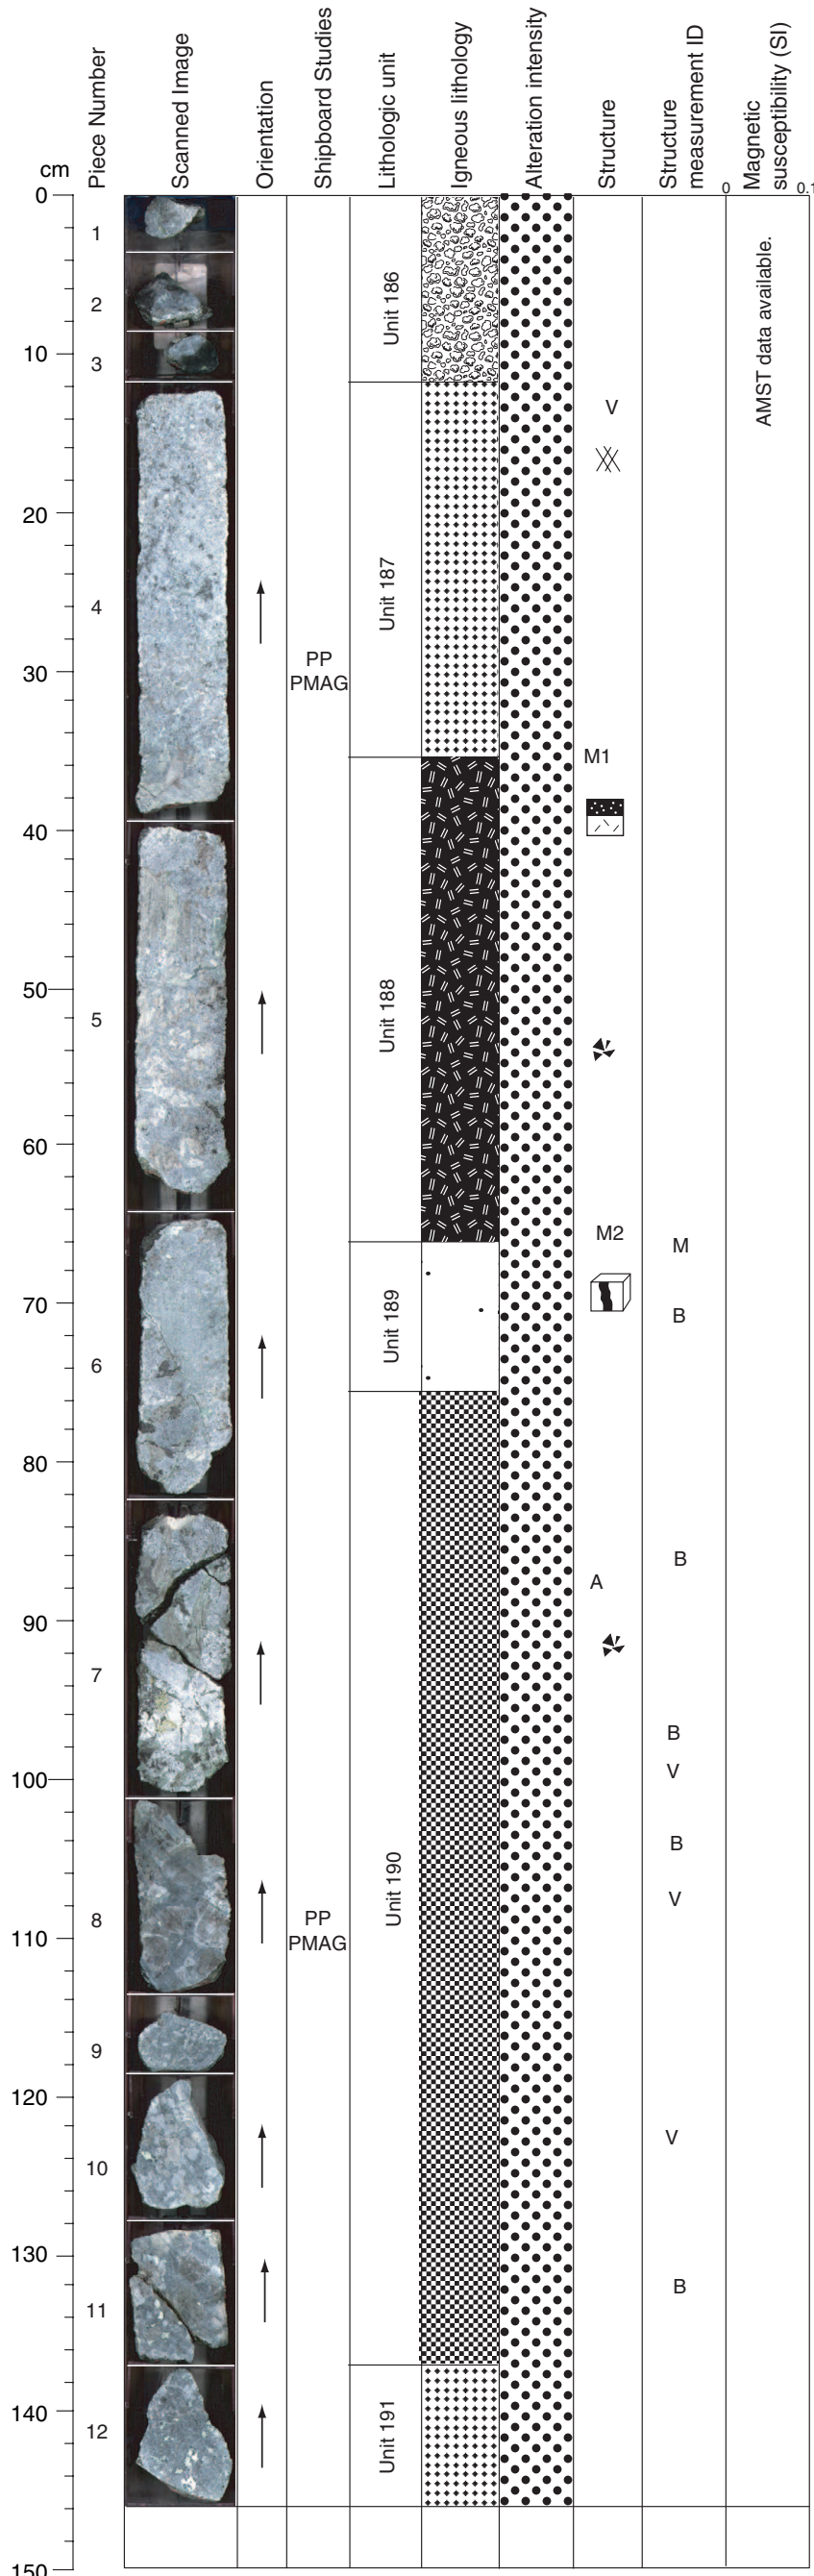 cm
Piece Number
Scanned Image
Orientation
Shipboard Studies
Lithologic unit
Igneous lithology
Alteration intensity
Structure
Structure
measurement ID
Magnetic
susceptibility (SI)
0 0.1
0
1
Unit 186
AMST data available.
2
10
3
V
20
Unit 187
4
30
PP
PMAG
M1
40
50
5
Unit 188
60
M2
M
70
Unit 189
B
6
80
B
A
90
7
B
V
100
B
Unit 190
V
8
PP
110
PMAG
9
120
V
10
130
B
11
140
12
Unit 191
150